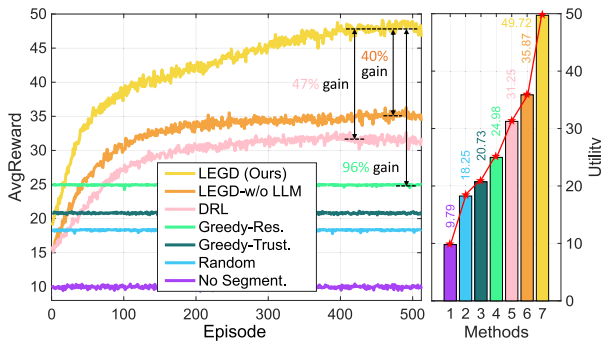 50
45
40
35
30
25
20
15
10
AvgReward
0
100
200
300
400
500
Episode
47%
gain
40%
gain
96% gain
LEGD (Ours)
LEGD-w/o LLM
DRL
Greedy-Res.
Greedy-Trust.
Random
No Segment.
9.79
18.25
20.73
24.98
31.25
35.87
49.72
50
40
30
20
10
0
Utility
1 2 3 4 5 6 7
Methods